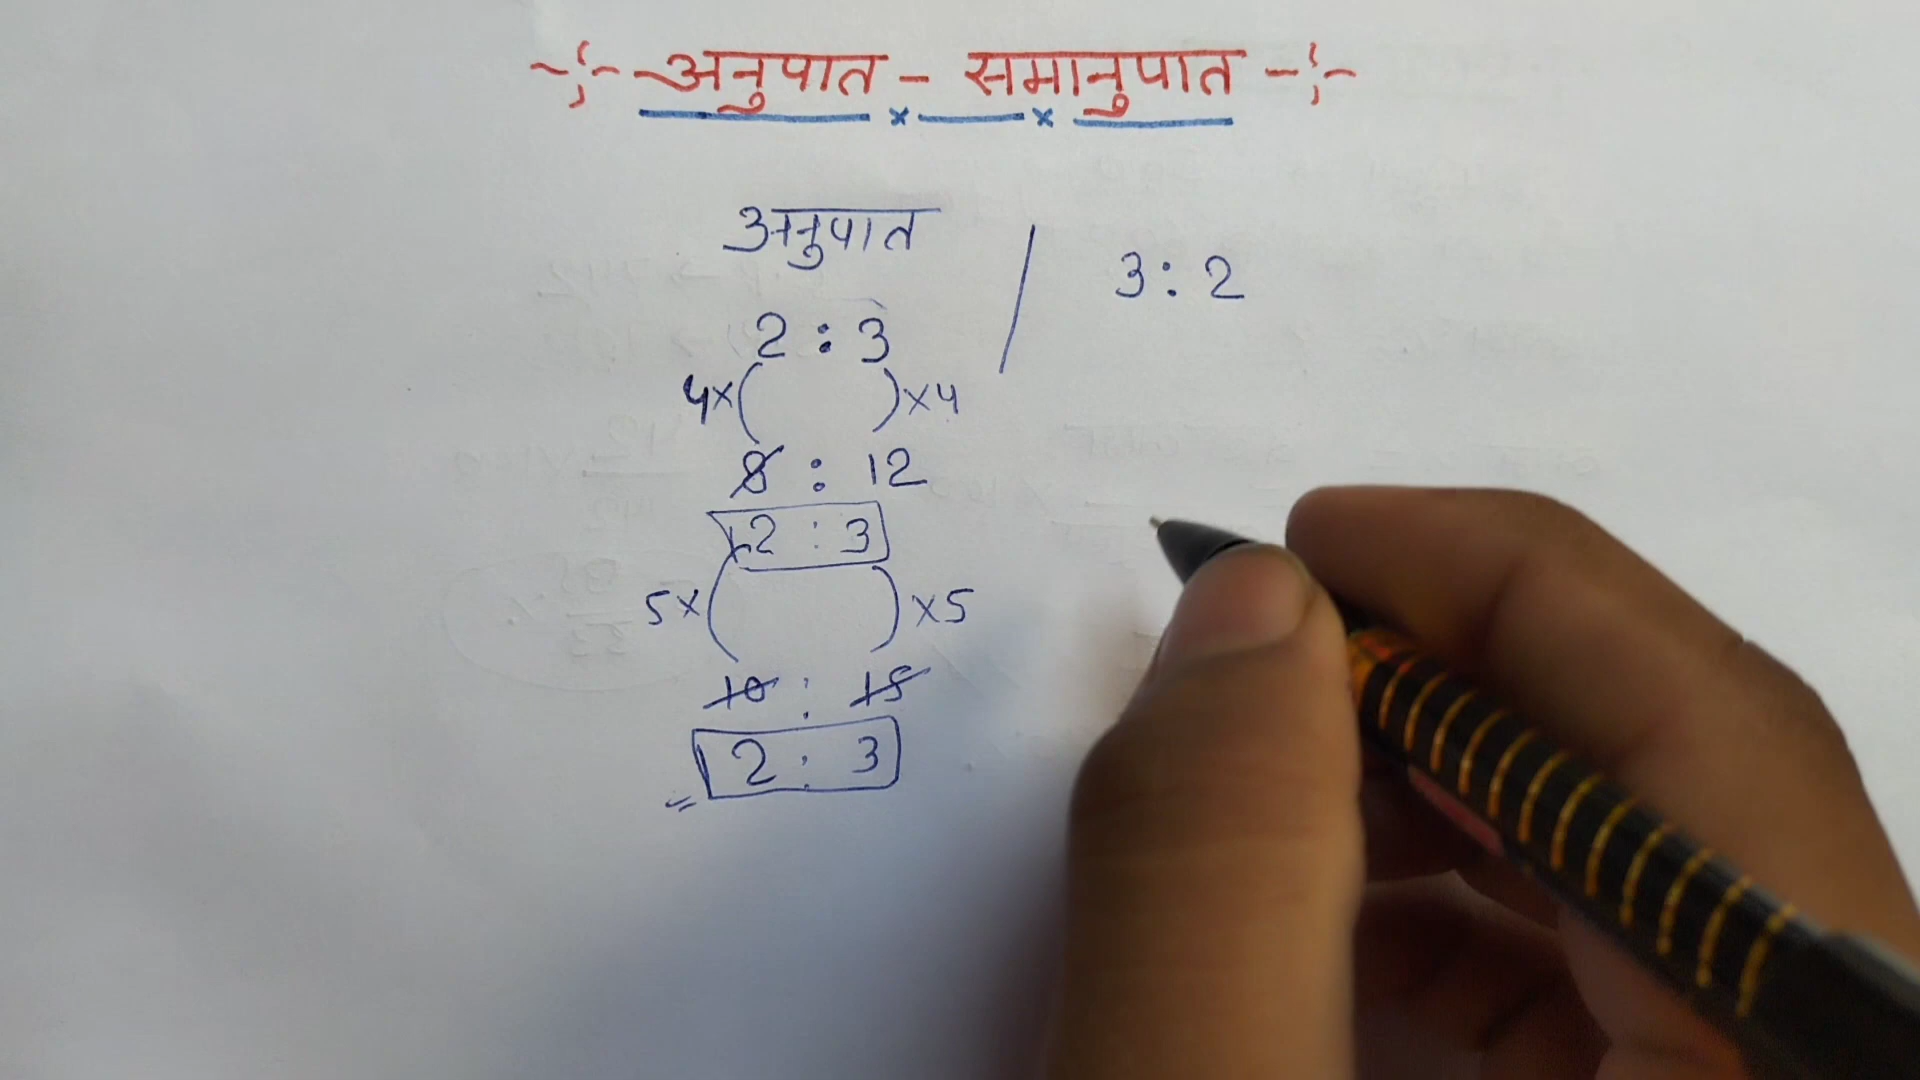 अनुपात - समानुपात
अनुपात / 3 : 2
2 : 3
4× ( ) ×4
8 : 12
2 : 3
5× ( ) ×5
10 : 15
= 2 : 3